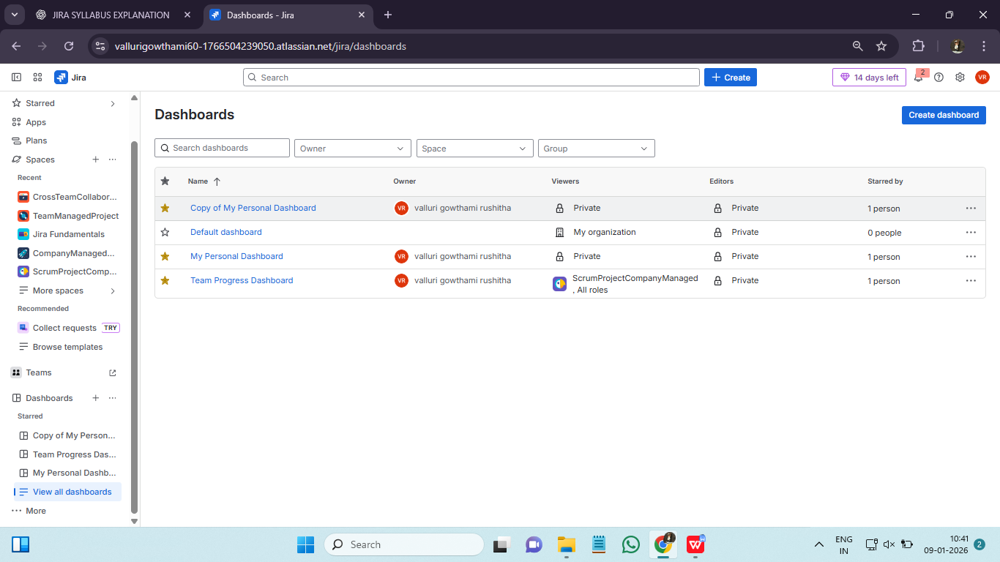 JIRA SYLLABUS EXPLANATION
Dashboards - Jira
vallurigowthami60-1766504239050.atlassian.net/jira/dashboards
Jira
Search
Create
14 days left
2
VR
Starred
Apps
Plans
Spaces
Recent
CrossTeamCollabor...
TeamManagedProject
Jira Fundamentals
CompanyManaged...
ScrumProjectComp...
More spaces
Recommended
Collect requests TRY
Browse templates
Teams
Dashboards
Starred
Copy of My Person...
Team Progress Das...
My Personal Dashb...
View all dashboards
More
Dashboards
Create dashboard
Search dashboards
Owner
Space
Group
Name Owner Viewers Editors Starred by
Copy of My Personal Dashboard VR valluri gowthami rushitha Private Private 1 person
Default dashboard My organization Private 0 people
My Personal Dashboard VR valluri gowthami rushitha Private Private 1 person
Team Progress Dashboard VR valluri gowthami rushitha ScrumProjectCompanyManaged Private 1 person
, All roles
Search
ENG
IN
10:41
09-01-2026
2